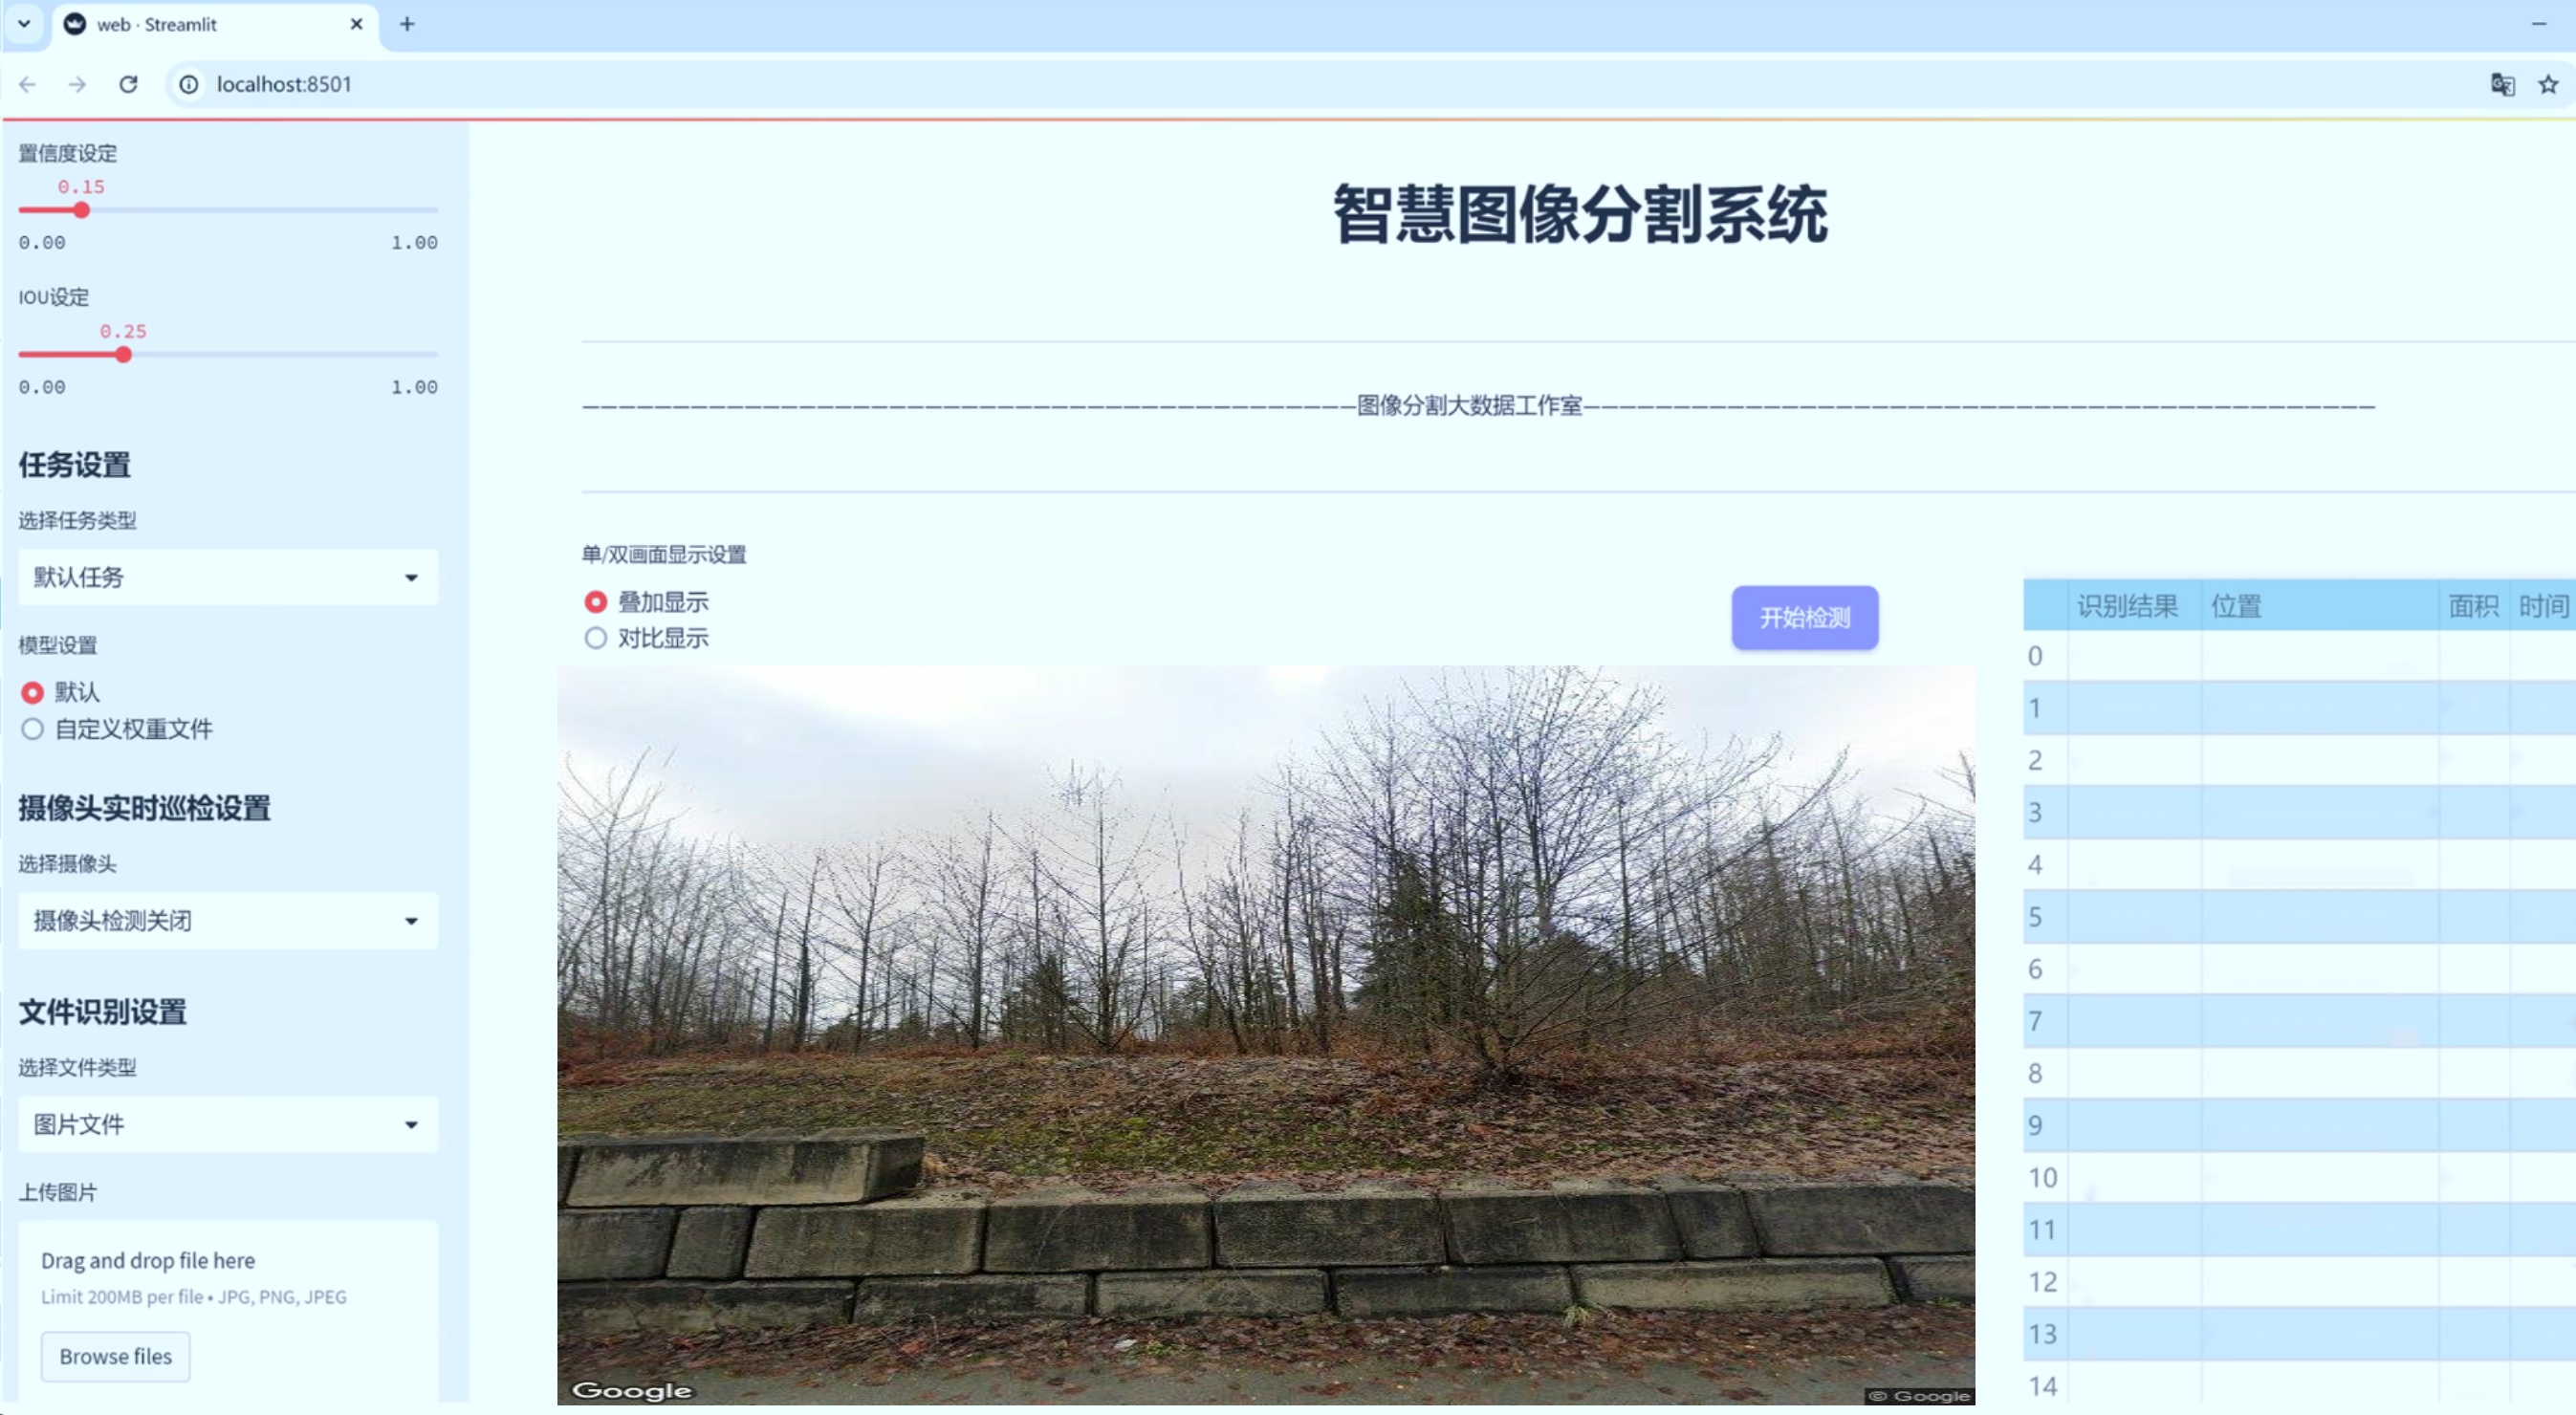 web · Streamlit
localhost:8501
置信度设定
0.15
0.00 1.00
IOU设定
0.25
0.00 1.00
任务设置
选择任务类型
默认任务
模型设置
默认
自定义权重文件
摄像头实时巡检设置
选择摄像头
摄像头检测关闭
文件识别设置
选择文件类型
图片文件
上传图片
Drag and drop file here
Limit 200MB per file • JPG, PNG, JPEG
Browse files
智慧图像分割系统
图像分割大数据工作室
单/双画面显示设置
叠加显示
对比显示
开始检测
Google
© Google
识别结果 位置 面积 时间
0
1
2
3
4
5
6
7
8
9
10
11
12
13
14